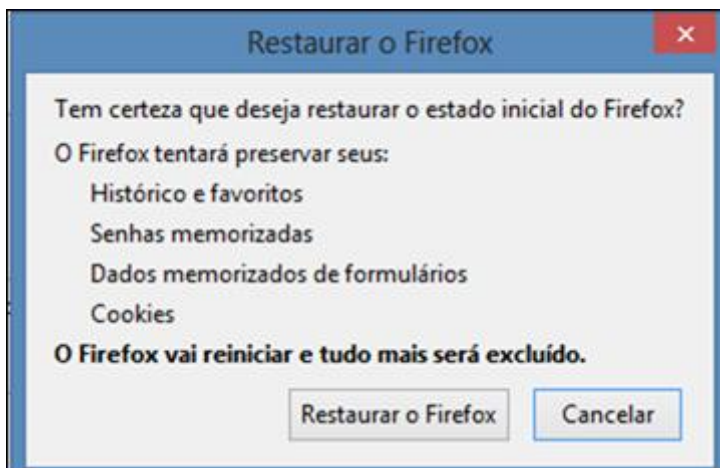 Restaurar o Firefox
Tem certeza que deseja restaurar o estado inicial do Firefox?
O Firefox tentará preservar seus:
Histórico e favoritos
Senhas memorizadas
Dados memorizados de formulários
Cookies
O Firefox vai reiniciar e tudo mais será excluído.
Restaurar o Firefox Cancelar